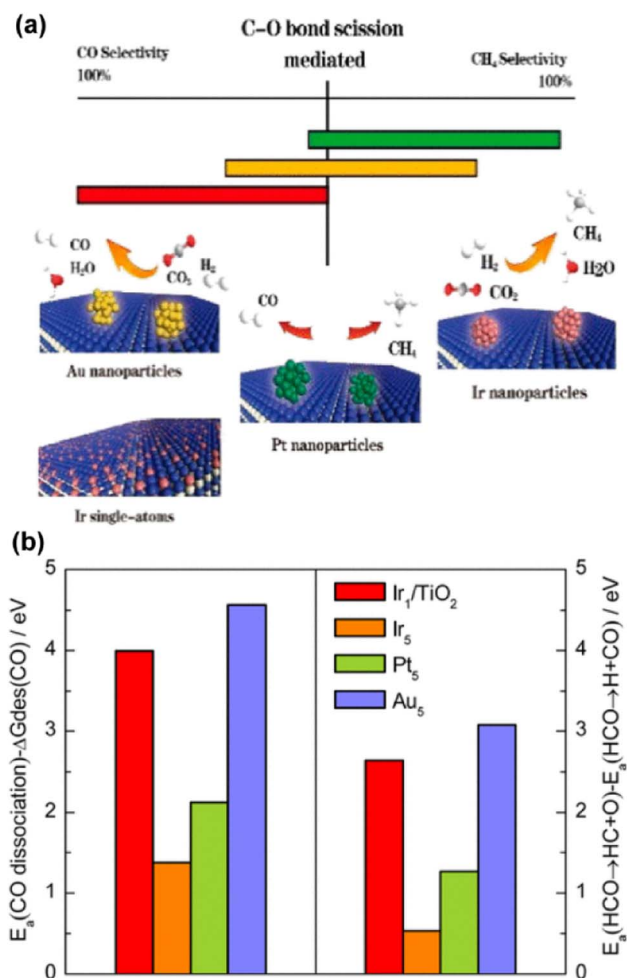 (a)
C-O bond scission
mediated
CO Selectivity
100%
CH₄ Selectivity
100%
CO
H₂O
CO₂
H₂
Au nanoparticles
CO
CH₄
Pt nanoparticles
H₂
CO₂
CH₄
H2O
Ir nanoparticles
Ir single-atoms
(b)
Eₐ(CO dissociation)-ΔGdes(CO) / eV
5
4
3
2
1
0
Ir₁/TiO₂
Ir₅
Pt₅
Au₅
5
4
3
2
1
0
Eₐ(HCO→HC+O)-Eₐ(HCO→H+CO) / eV